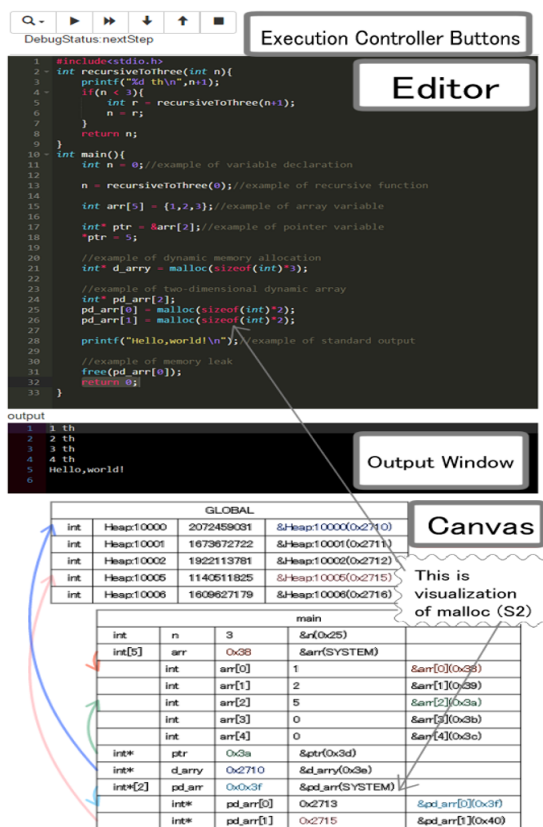 DebugStatus:nextStep
Execution Controller Buttons
Editor
1 #include<stdio.h>
2 int recursiveToThree(int n){
3 printf("%d th\n",n+1);
4 if(n < 3){
5 int r = recursiveToThree(n+1);
6 n = r;
7 }
8 return n;
9 }
10 int main(){
11 int n = 0;//example of variable declaration
12
13 n = recursiveToThree(0);//example of recursive function
14
15 int arr[5] = {1,2,3};//example of array variable
16
17 int* ptr = &arr[2];//example of pointer variable
18 *ptr = 5;
19
20 //example of dynamic memory allocation
21 int* d_arry = malloc(sizeof(int)*3);
22
23 //example of two-dimensional dynamic array
24 int* pd_arr[2];
25 pd_arr[0] = malloc(sizeof(int)*2);
26 pd_arr[1] = malloc(sizeof(int)*2);
27
28 printf("Hello,world!\n");//example of standard output
29
30 //example of memory leak
31 free(pd_arr[0]);
32 return 0;
33 }
output
1 1 th
2 2 th
3 3 th
4 4 th
5 Hello,world!
6
Output Window
Canvas
This is
visualization
of malloc (S2)
GLOBAL
int Heap:10000 2072459031 &Heap:10000(0x2710)
int Heap:10001 1673672722 &Heap:10001(0x2711)
int Heap:10002 1922113781 &Heap:10002(0x2712)
int Heap:10005 1140511825 &Heap:10005(0x2715)
int Heap:10006 1609627179 &Heap:10006(0x2716)
main
int n 3 &n(0x25)
int[5] arr 0x38 &arr(SYSTEM)
int arr[0] 1 &arr[0](0x38)
int arr[1] 2 &arr[1](0x39)
int arr[2] 5 &arr[2](0x3a)
int arr[3] 0 &arr[3](0x3b)
int arr[4] 0 &arr[4](0x3c)
int* ptr 0x3a &ptr(0x3d)
int* d_arry 0x2710 &d_arry(0x3e)
int*[2] pd_arr 0x0x3f &pd_arr(SYSTEM)
int* pd_arr[0] 0x2713 &pd_arr[0](0x3f)
int* pd_arr[1] 0x2715 &pd_arr[1](0x40)